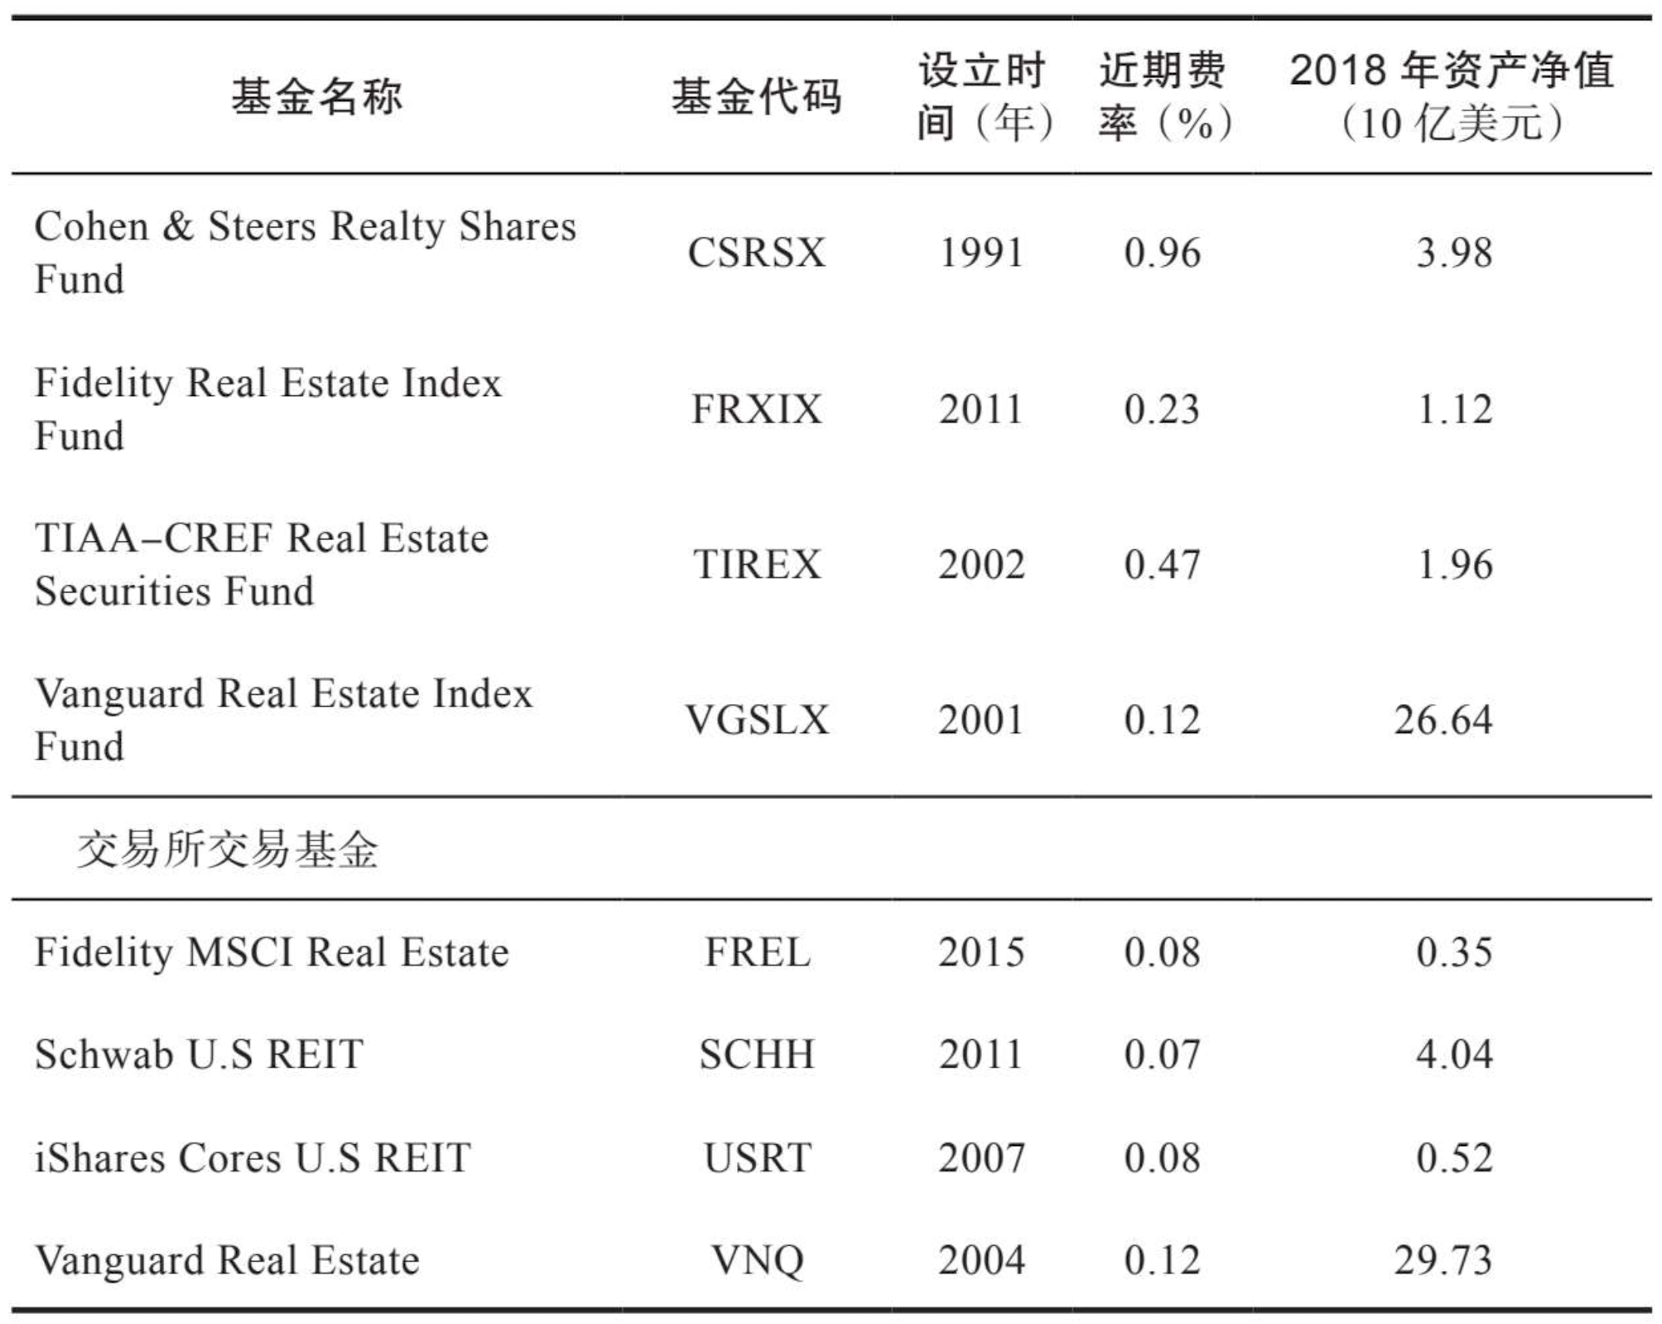 基金名称 基金代码 设立时间（年） 近期费率（%） 2018 年资产净值（10 亿美元）
Cohen & Steers Realty Shares Fund CSRSX 1991 0.96 3.98
Fidelity Real Estate Index Fund FRXIX 2011 0.23 1.12
TIAA–CREF Real Estate Securities Fund TIREX 2002 0.47 1.96
Vanguard Real Estate Index Fund VGSLX 2001 0.12 26.64
交易所交易基金
Fidelity MSCI Real Estate FREL 2015 0.08 0.35
Schwab U.S REIT SCHH 2011 0.07 4.04
iShares Cores U.S REIT USRT 2007 0.08 0.52
Vanguard Real Estate VNQ 2004 0.12 29.73